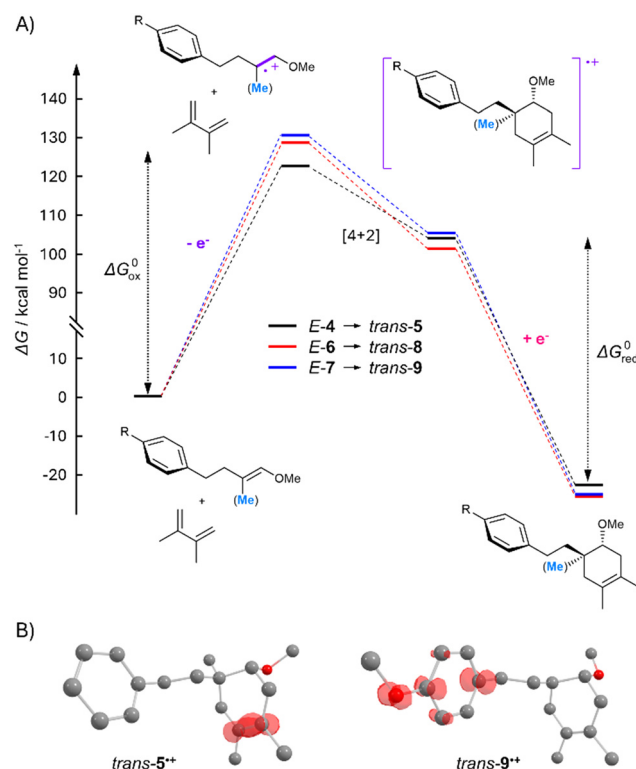 A)
R
OMe
• +
(Me)
+
• +
R
OMe
(Me)
140
130
120
110
100
90
10
0
-10
-20
ΔG / kcal mol⁻¹
ΔG⁰ox
- e⁻
[4+2]
E-4 → trans-5
E-6 → trans-8
E-7 → trans-9
+ e⁻
ΔG⁰red
R
OMe
(Me)
+
R
OMe
(Me)
B)
trans-5•+
trans-9•+